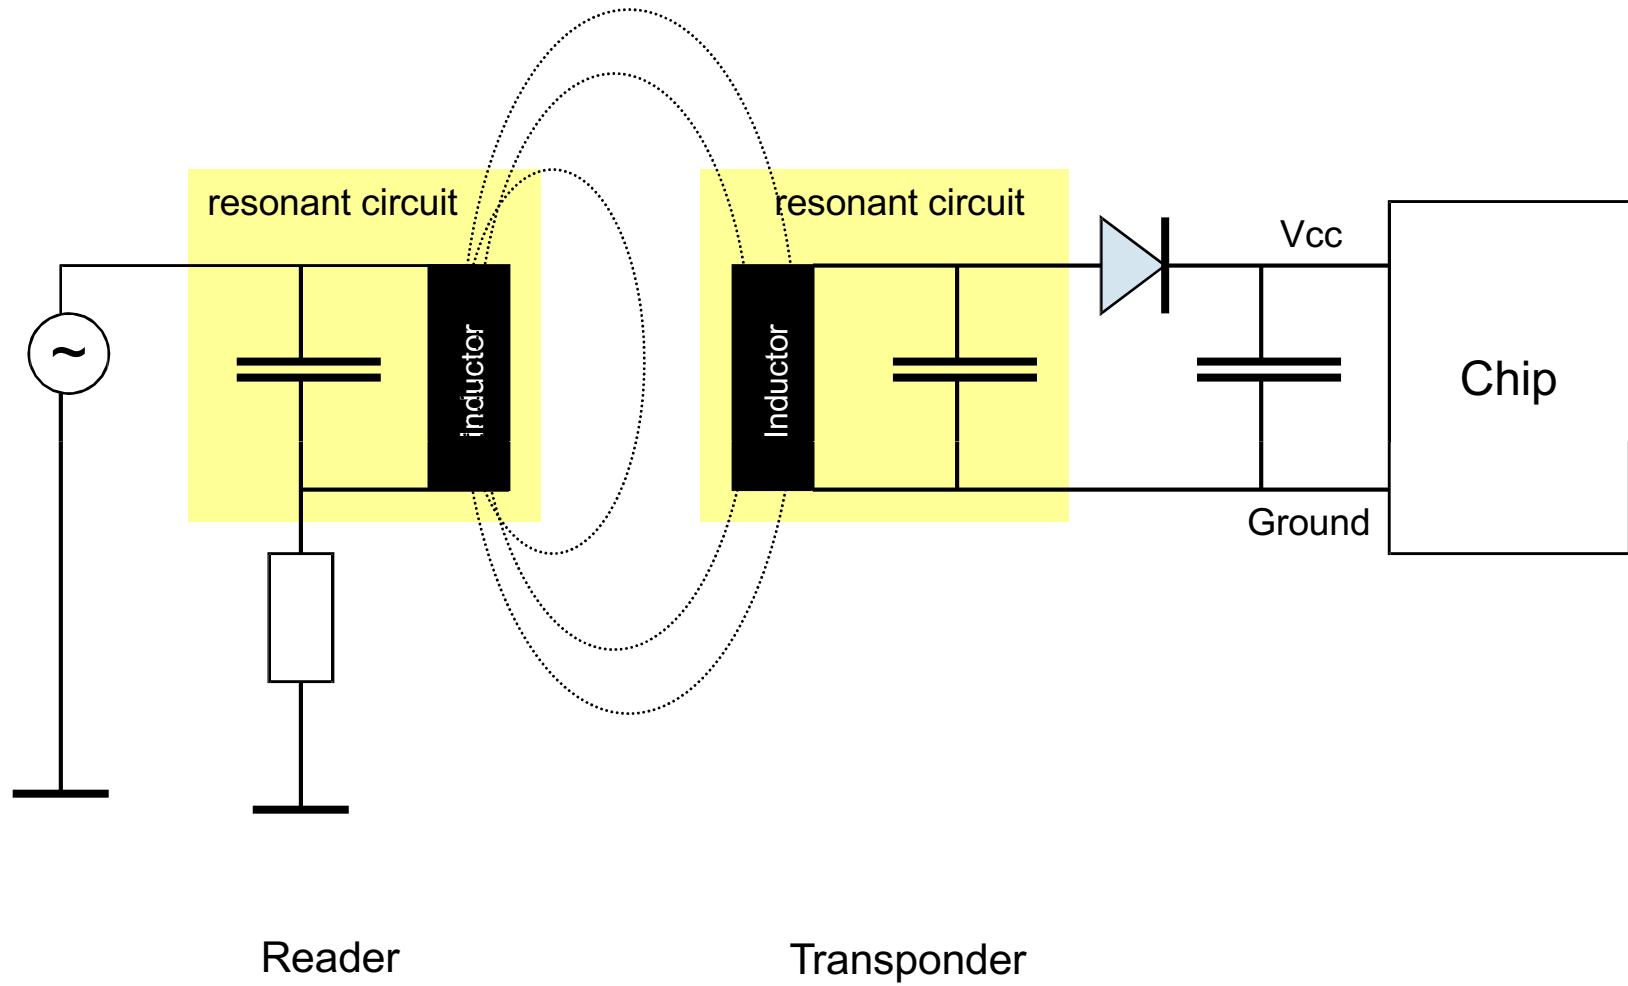 resonant circuit
resonant circuit
Vcc
~
inductor
Inductor
Chip
Ground
Reader
Transponder